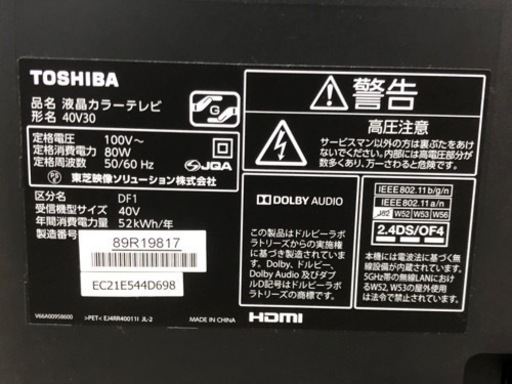 TOSHIBA
品名 液晶カラーテレビ
形名 40V30
定格電圧 100V～
定格消費電力 80W
定格周波数 50/60 Hz
JQA
東芝映像ソリューション株式会社
区分名 DF1
受信機型サイズ 40V
年間消費電力量 52kWh/年
製造番号
89R19817
EC21E544D698
V66A00958600 >PET< EJ4RR40011I JL-2 MADE IN CHINA
警告
高圧注意
サービスマン以外の方は裏ぶたをあけな
いでください。内部には高電圧部分が
数多くあり、万一さわると危険です。
DOLBY AUDIO
この製品は、ドルビーラボ
ラトリーズからの実施権
に基づき製造されていま
す。Dolby、ドルビー、
Dolby Audio 及びダブ
ルD記号はドルビーラボラ
トリーズの商標です。
HDMI
IEEE802.11b/g/n
IEEE802.11a/n
J52 W52 W53 W56
2.4DS/OF4
本機には電波法に基づく無
線設備が内蔵されています。
5GHz帯の無線LANにおけ
るW52, W53の屋外使用
は法令で禁止されています。